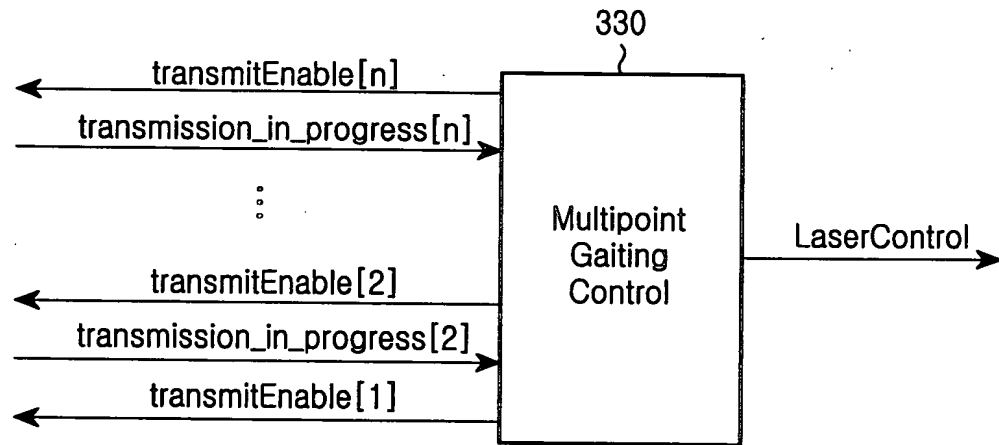 330
transmitEnable[n]
transmission_in_progress[n]
transmitEnable[2]
transmission_in_progress[2]
transmitEnable[1]
Multipoint
Gaiting
Control
LaserControl